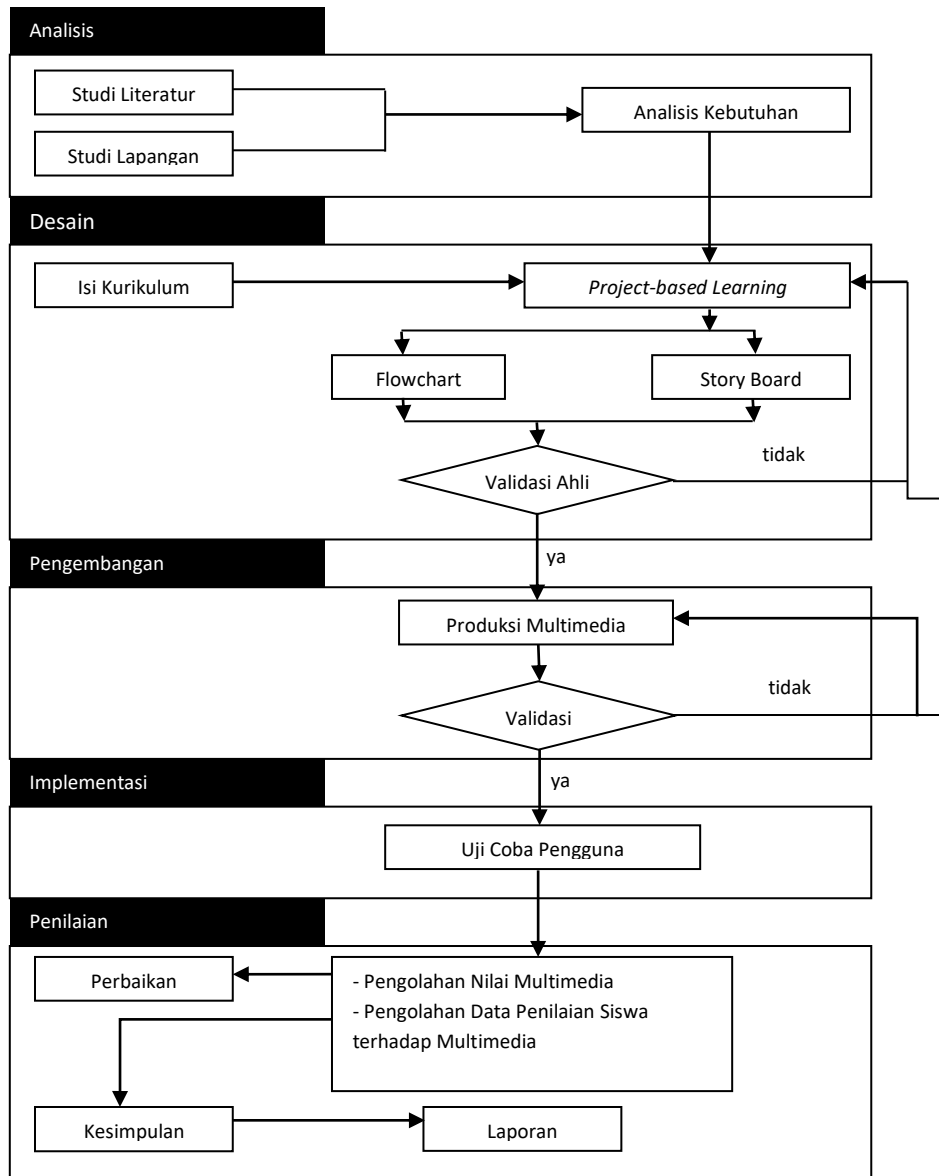 Analisis
Studi Literatur
Analisis Kebutuhan
Studi Lapangan
Desain
Isi Kurikulum
Project-based Learning
Flowchart
Story Board
Validasi Ahli
tidak
ya
Pengembangan
Produksi Multimedia
Validasi
tidak
ya
Implementasi
Uji Coba Pengguna
Penilaian
Perbaikan
- Pengolahan Nilai Multimedia
- Pengolahan Data Penilaian Siswa
terhadap Multimedia
Kesimpulan
Laporan